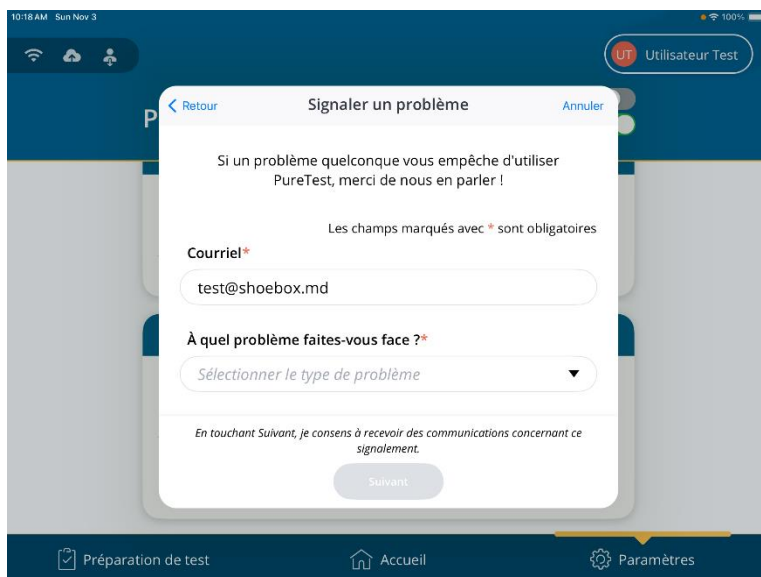 10:18 AM Sun Nov 3
100%
UT Utilisateur Test
P
Retour
Signaler un problème
Annuler
Si un problème quelconque vous empêche d'utiliser
PureTest, merci de nous en parler !
Les champs marqués avec * sont obligatoires
Courriel*
test@shoebox.md
À quel problème faites-vous face ?*
Sélectionner le type de problème
En touchant Suivant, je consens à recevoir des communications concernant ce
signalement.
Suivant
Préparation de test
Accueil
Paramètres